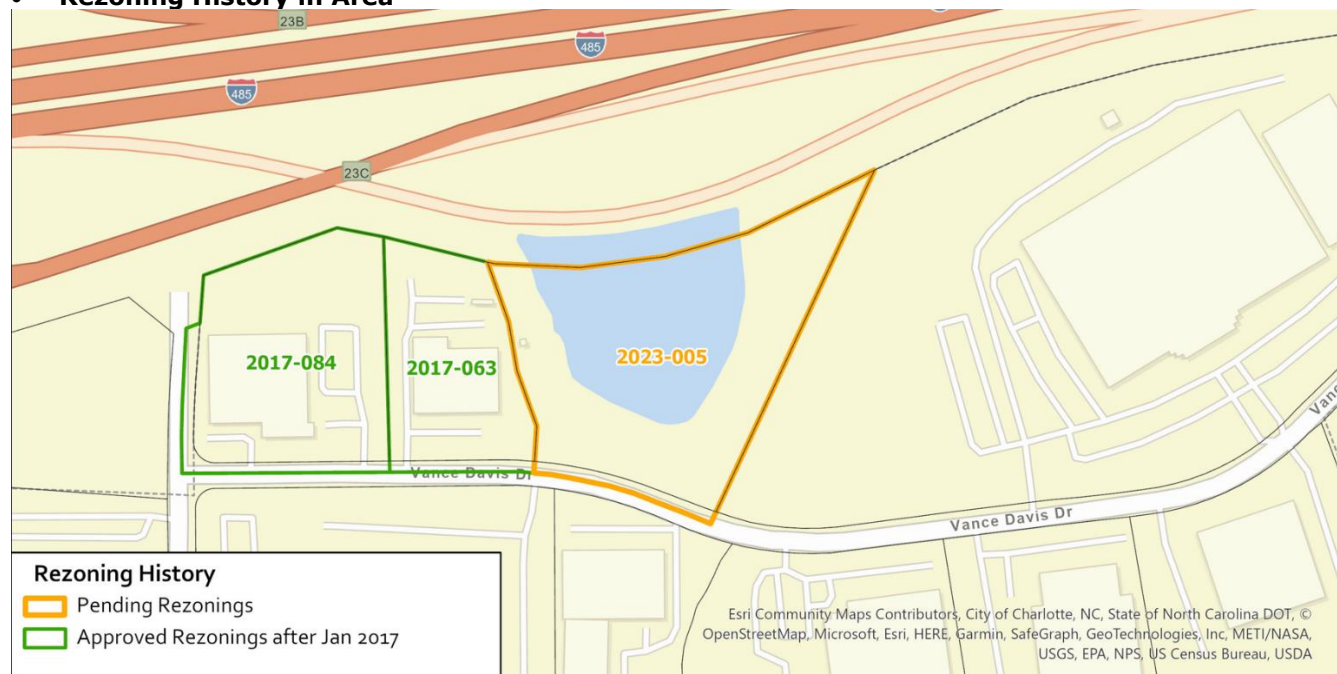 • Rezoning History in Area
23B
485
485
23C
2017-084
2017-063
2023-005
Vance Davis Dr
Vance Davis Dr
Rezoning History
Pending Rezonings
Approved Rezonings after Jan 2017
Esri Community Maps Contributors, City of Charlotte, NC, State of North Carolina DOT, ©
OpenStreetMap, Microsoft, Esri, HERE, Garmin, SafeGraph, GeoTechnologies, Inc, METI/NASA,
USGS, EPA, NPS, US Census Bureau, USDA